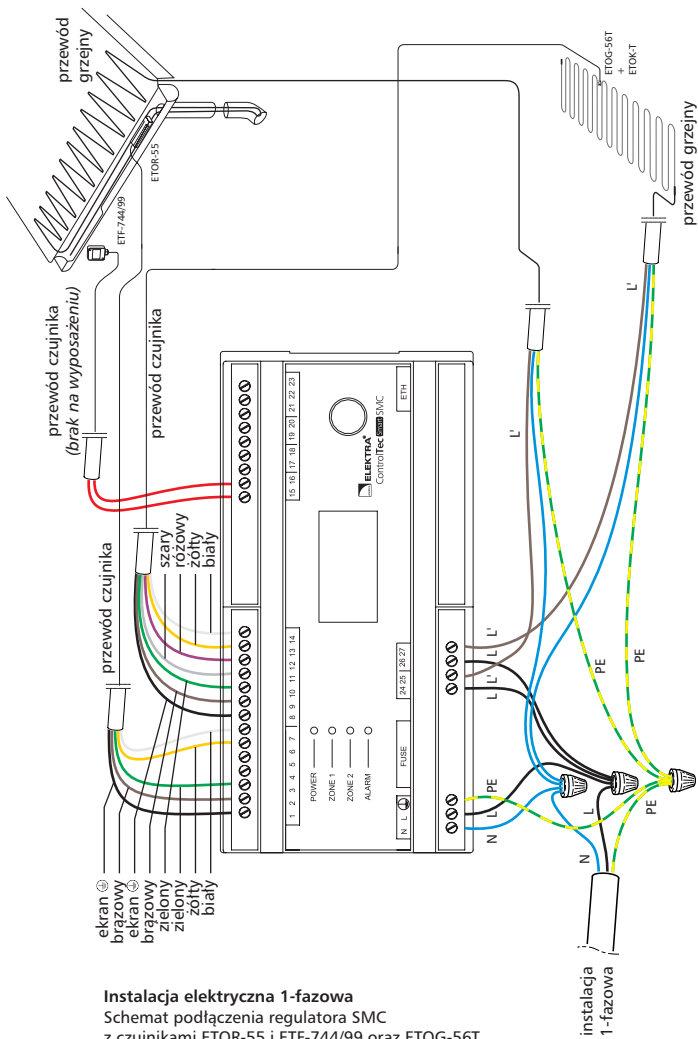 przewód
grzejny
ETOR-55
ETF-744/99
ETOG-56T
+
ETOK-T
przewód grzejny
przewód czujnika
(brak na wyposażeniu)
przewód czujnika
przewód czujnika
szary
różowy
żółty
biały
ekran
brązowy
ekran
brązowy
zielony
zielony
żółty
biały
1 2 3 4 5 6 7 8 9 10 11 12 13 14
15 16 17 18 19 20 21 22 23
POWER
ZONE 1
ZONE 2
ALARM
ELEKTRA®
ControlTec Smart SMC
ETH
N L
FUSE
24 25 26 27
N
L
PE
L
L'
L
L'
L'
L'
PE
PE
N
L
PE
instalacja
1-fazowa
Instalacja elektryczna 1-fazowa
Schemat podłączenia regulatora SMC
z czujnikami ETOR-55 i ETF-744/99 oraz ETOG-56T